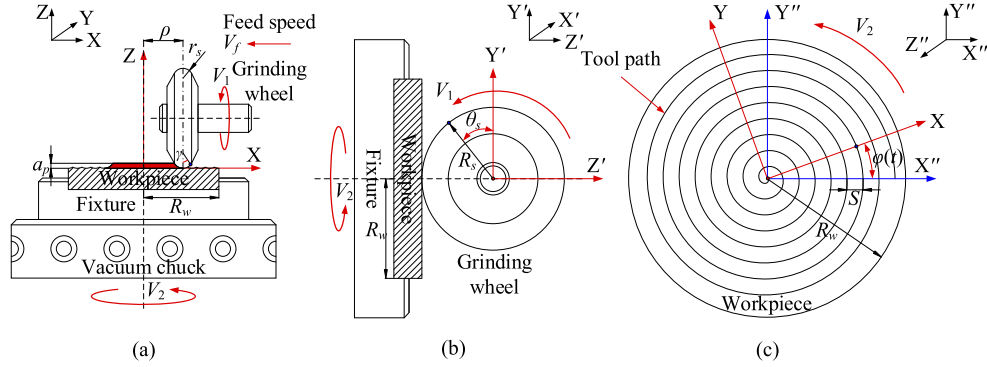 Z
Y
X
ρ
r_s
Z
Feed speed
V_f
Grinding
wheel
V_1
a_p
γ
X
Workpiece
Fixture
R_w
Vacuum chuck
V_2
(a)
Y′
X′
Z′
Y′
V_1
θ_s
R_s
Z′
Fixture
Workpiece
V_2
R_w
Grinding
wheel
(b)
Y
Y″
V_2
Y″
Z″
X″
Tool path
X
φ(t)
X″
S
R_w
Workpiece
(c)